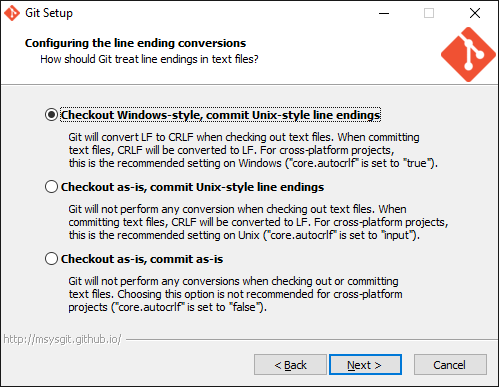 Git Setup
Configuring the line ending conversions
How should Git treat line endings in text files?
Checkout Windows-style, commit Unix-style line endings
Git will convert LF to CRLF when checking out text files. When committing
text files, CRLF will be converted to LF. For cross-platform projects,
this is the recommended setting on Windows ("core.autocrlf" is set to "true").
Checkout as-is, commit Unix-style line endings
Git will not perform any conversion when checking out text files. When
committing text files, CRLF will be converted to LF. For cross-platform projects,
this is the recommended setting on Unix ("core.autocrlf" is set to "input").
Checkout as-is, commit as-is
Git will not perform any conversions when checking out or committing
text files. Choosing this option is not recommended for cross-platform
projects ("core.autocrlf" is set to "false").
http://msysgit.github.io/
< Back
Next >
Cancel